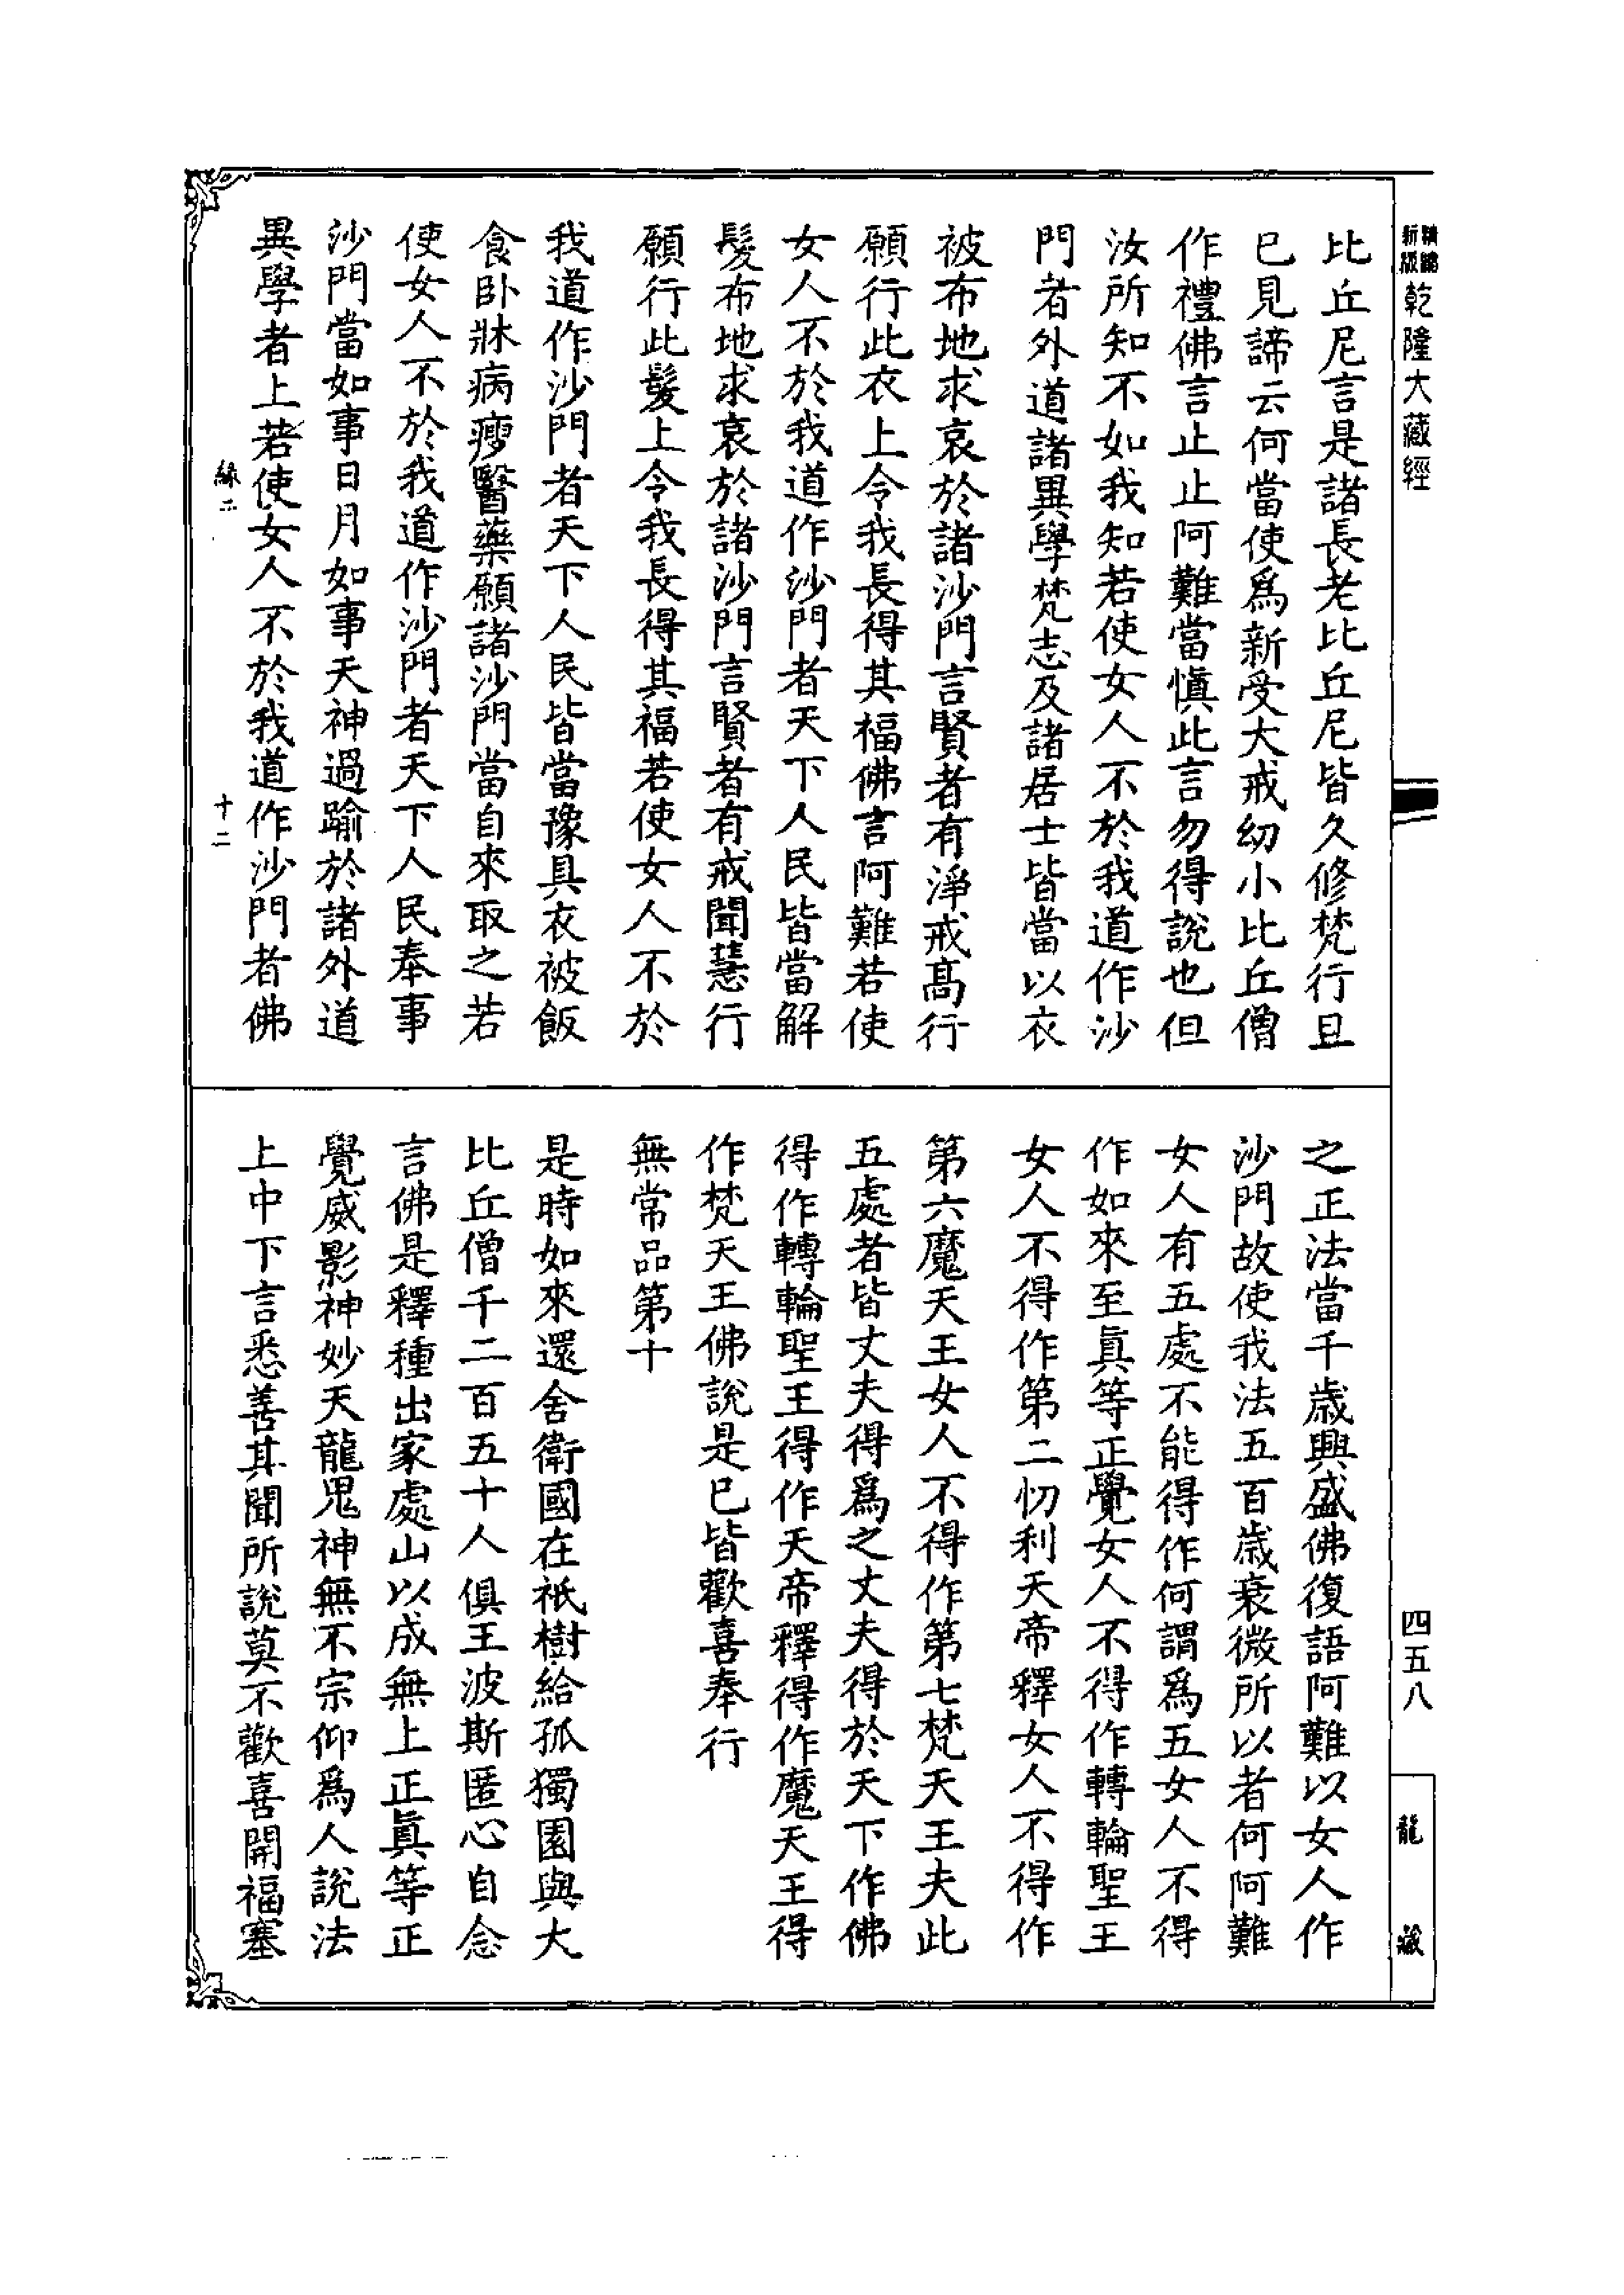 新版
精縮
乾隆大藏經
四五八
龍藏
比丘尼言是諸長老比丘尼皆久修梵行且
已見諦云何當使爲新受大戒幼小比丘僧
作禮佛言止止阿難當愼此言勿得說也但
汝所知不如我知若使女人不於我道作沙
門者外道諸異學梵志及諸居士皆當以衣
被布地求哀於諸沙門言賢者有淨戒高行
願行此衣上令我長得其福佛言阿難若使
女人不於我道作沙門者天下人民皆當解
髮布地求哀於諸沙門言賢者有戒聞慧行
願行此髮上令我長得其福若使女人不於
我道作沙門者天下人民皆當豫具衣被飯
食卧牀病瘦醫藥願諸沙門當自來取之若
使女人不於我道作沙門者天下人民奉事
沙門當如事日月如事天神過踰於諸外道
異學者上若使女人不於我道作沙門者佛
絲二
十二
之正法當千歲興盛佛復語阿難以女人作
沙門故使我法五百歲衰微所以者何阿難
女人有五處不能得作何謂爲五女人不得
作如來至眞等正覺女人不得作轉輪聖王
女人不得作第二忉利天帝釋女人不得作
第六魔天王女人不得作第七梵天王夫此
五處者皆丈夫得爲之丈夫得於天下作佛
得作轉輪聖王得作天帝釋得作魔天王得
作梵天王佛說是已皆歡喜奉行
無常品第十
是時如來還舍衛國在祇樹給孤獨園與大
比丘僧千二百五十人俱王波斯匿心自念
言佛是釋種出家處山以成無上正眞等正
覺威影神妙天龍鬼神無不宗仰爲人說法
上中下言悉善其聞所說莫不歡喜開福塞